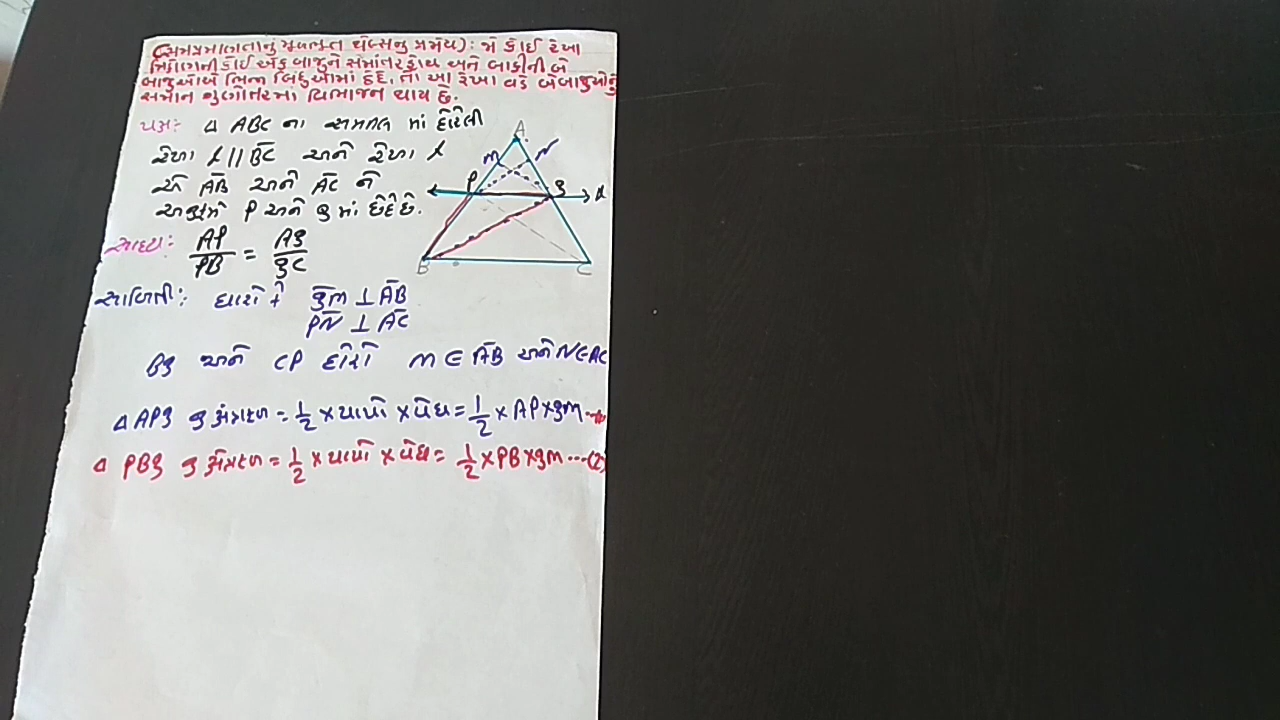 (સમપ્રમાણતાનું મૂળભૂત થેલ્સનુ પ્રમેય): જો કોઈ રેખા
ત્રિકોણની કોઈ એક બાજુને સમાંતર હોય અને બાકીની બે
બાજુઓને ભિન્ન બિંદુઓમાં છેદે, તો આ રેખા વડે બે બાજુઓનું
સમાન ગુણોત્તરમાં વિભાજન થાય છે.
પક્ષ: Δ ABC ના સમતલ માં દોરેલી
રેખા l || BC અને રેખા l
એ AB અને AC ને
અનુક્રમે P અને Q માં છેદે છે.
A
M N
P Q l
B C
સાધ્ય: AP/PB = AQ/QC
સાબિતી: ધારો કે QM ⊥ AB
PN ⊥ AC
BQ અને CP દોરો M ∈ AB અને N ∈ AC
Δ APQ નુ ક્ષેત્રફળ = 1/2 × પાયો × વેધ = 1/2 × AP × QM ...(1)
Δ PBQ નુ ક્ષેત્રફળ = 1/2 × પાયો × વેધ = 1/2 × PB × QM ...(2)